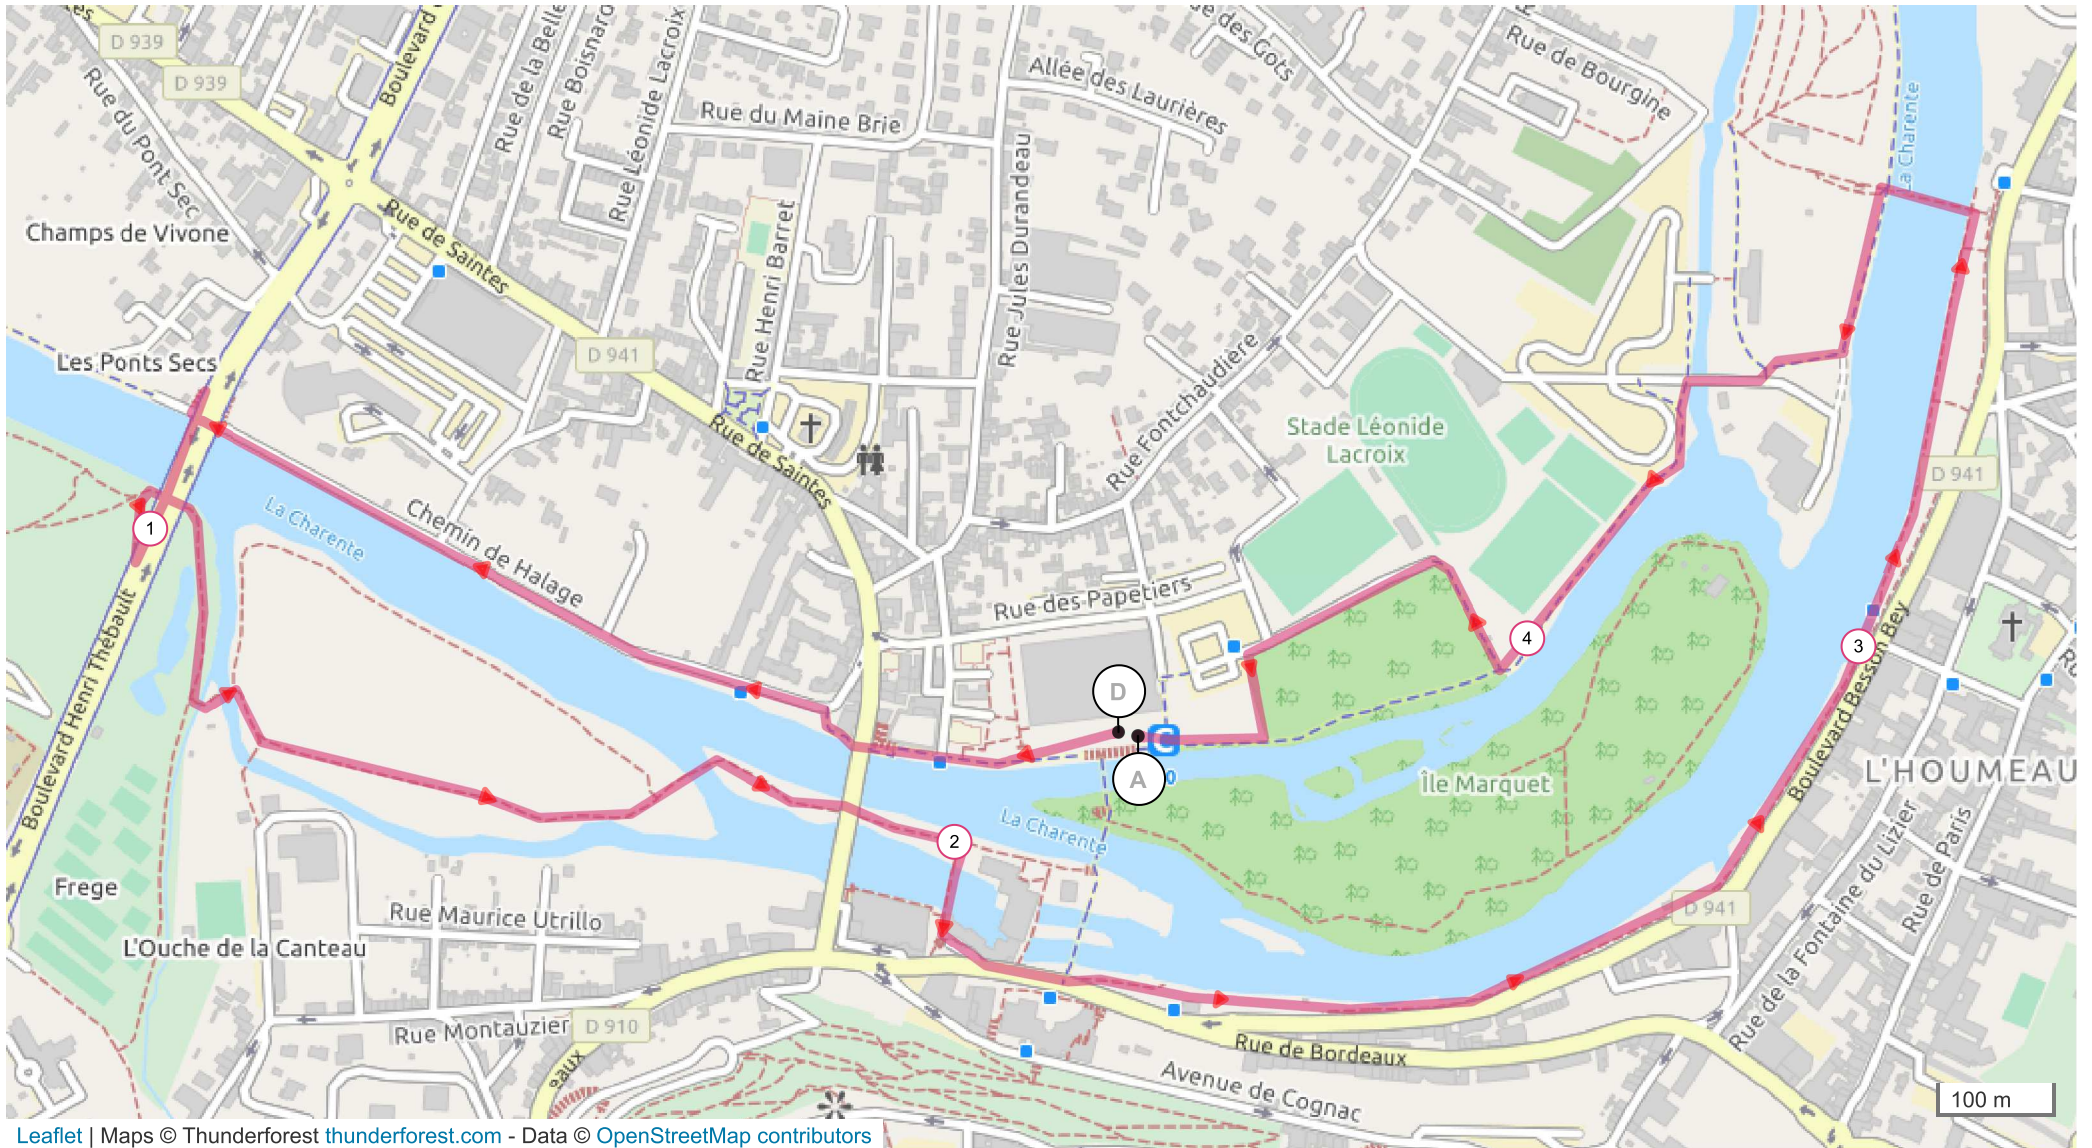 D 939
D 939
Boulevard
Rue de la Belle
Rue Boisnard
Rue Léonide Lacroix
Rue du Pont Sec
Rue du Maine Brie
Allée des Laurières
des Gots
Rue de Bourgine
La Charente
Champs de Vivone
Rue de Saintes
Rue Henri Barret
Rue Jules Durandeau
Les Ponts Secs
D 941
Rue Fontchaudière
Stade Léonide
Lacroix
Rue de Saintes
D 941
La Charente
Chemin de Halage
1
Rue des Papetiers
4
3
Boulevard Henri Thébault
D
A
0
Île Marquet
Boulevard Besson Bey
L'HOUMEAU
La Charente
2
Frege
Rue Maurice Utrillo
L'Ouche de la Canteau
D 941
Rue de la Fontaine du Lizier
Rue de Paris
Rue Montauzier
D 910
eaux
Rue de Bordeaux
Avenue de Cognac
100 m
Leaflet | Maps © Thunderforest thunderforest.com - Data © OpenStreetMap contributors